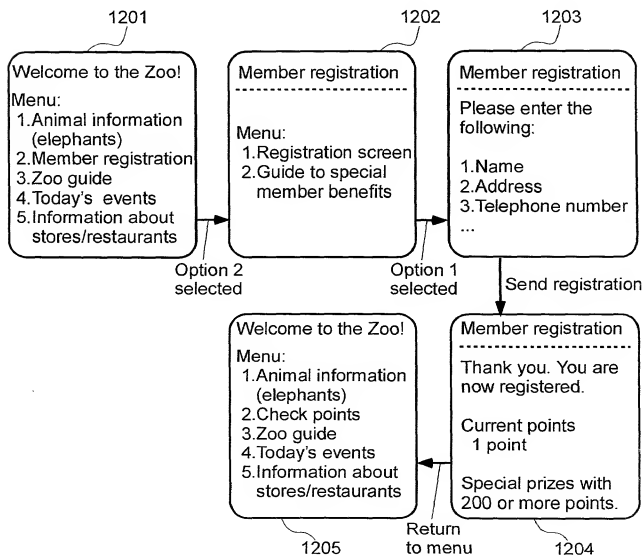 1201
1202
1203
Welcome to the Zoo!
Menu:
1.Animal information
(elephants)
2.Member registration
3.Zoo guide
4.Today's events
5.Information about
stores/restaurants
Option 2
selected
Member registration
Menu:
1.Registration screen
2.Guide to special
member benefits
Option 1
selected
Member registration
Please enter the
following:
1.Name
2.Address
3.Telephone number
...
Send registration
Member registration
Thank you. You are
now registered.
Current points
1 point
Special prizes with
200 or more points.
1204
Return
to menu
Welcome to the Zoo!
Menu:
1.Animal information
(elephants)
2.Check points
3.Zoo guide
4.Today's events
5.Information about
stores/restaurants
1205